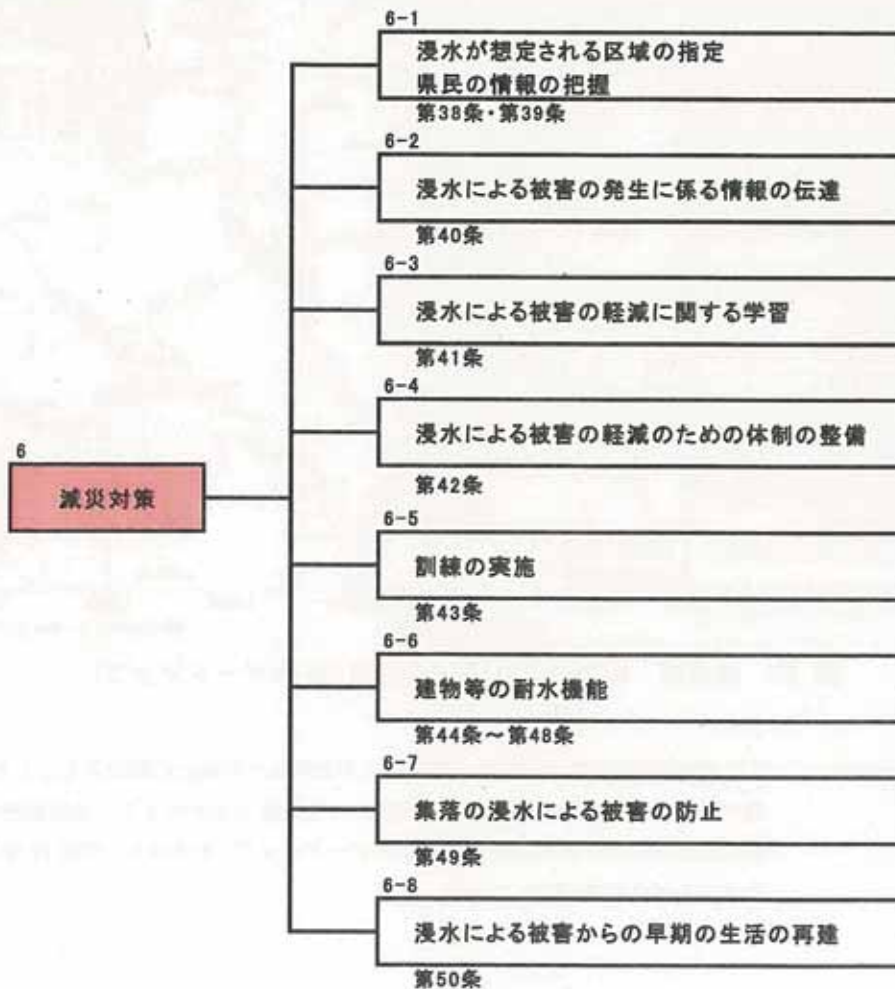 6-1
浸水が想定される区域の指定
県民の情報の把握
第38条・第39条
6-2
浸水による被害の発生に係る情報の伝達
第40条
6-3
浸水による被害の軽減に関する学習
第41条
6-4
浸水による被害の軽減のための体制の整備
第42条
6
減災対策
6-5
訓練の実施
第43条
6-6
建物等の耐水機能
第44条～第48条
6-7
集落の浸水による被害の防止
第49条
6-8
浸水による被害からの早期の生活の再建
第50条